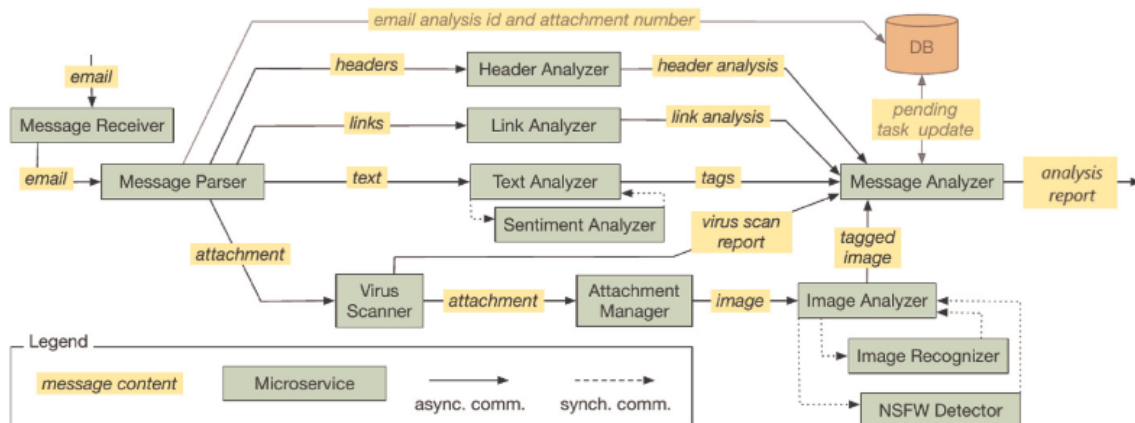 email analysis id and attachment number
DB
email
headers
Header Analyzer
header analysis
Message Receiver
links
Link Analyzer
link analysis
pending
task update
email
Message Parser
text
Text Analyzer
tags
Message Analyzer
analysis
report
Sentiment Analyzer
virus scan
report
tagged
image
attachment
Virus
Scanner
attachment
Attachment
Manager
image
Image Analyzer
Image Recognizer
NSFW Detector
Legend
message content
Microservice
async. comm.
synch. comm.